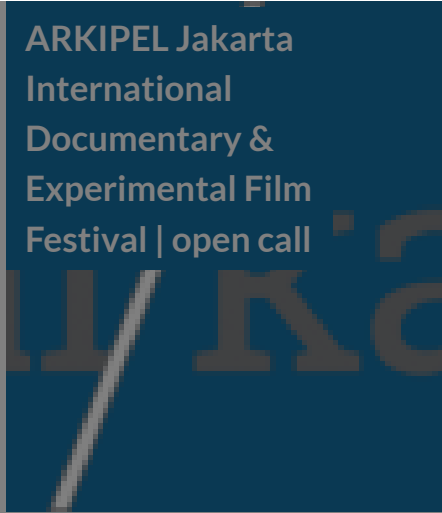 ARKIPEL Jakarta
International
Documentary &
Experimental Film
Festival | open call